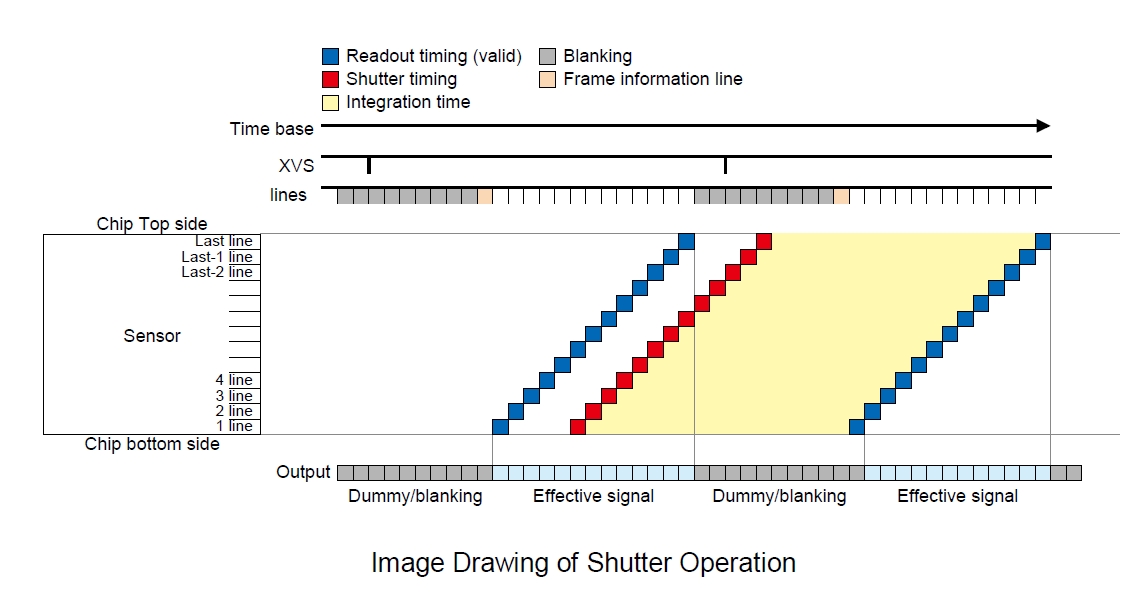 Readout timing (valid)
Blanking
Shutter timing
Frame information line
Integration time
Time base
XVS
lines
Chip Top side
Last line
Last-1 line
Last-2 line
Sensor
4 line
3 line
2 line
1 line
Chip bottom side
Output
Dummy/blanking
Effective signal
Dummy/blanking
Effective signal
Image Drawing of Shutter Operation